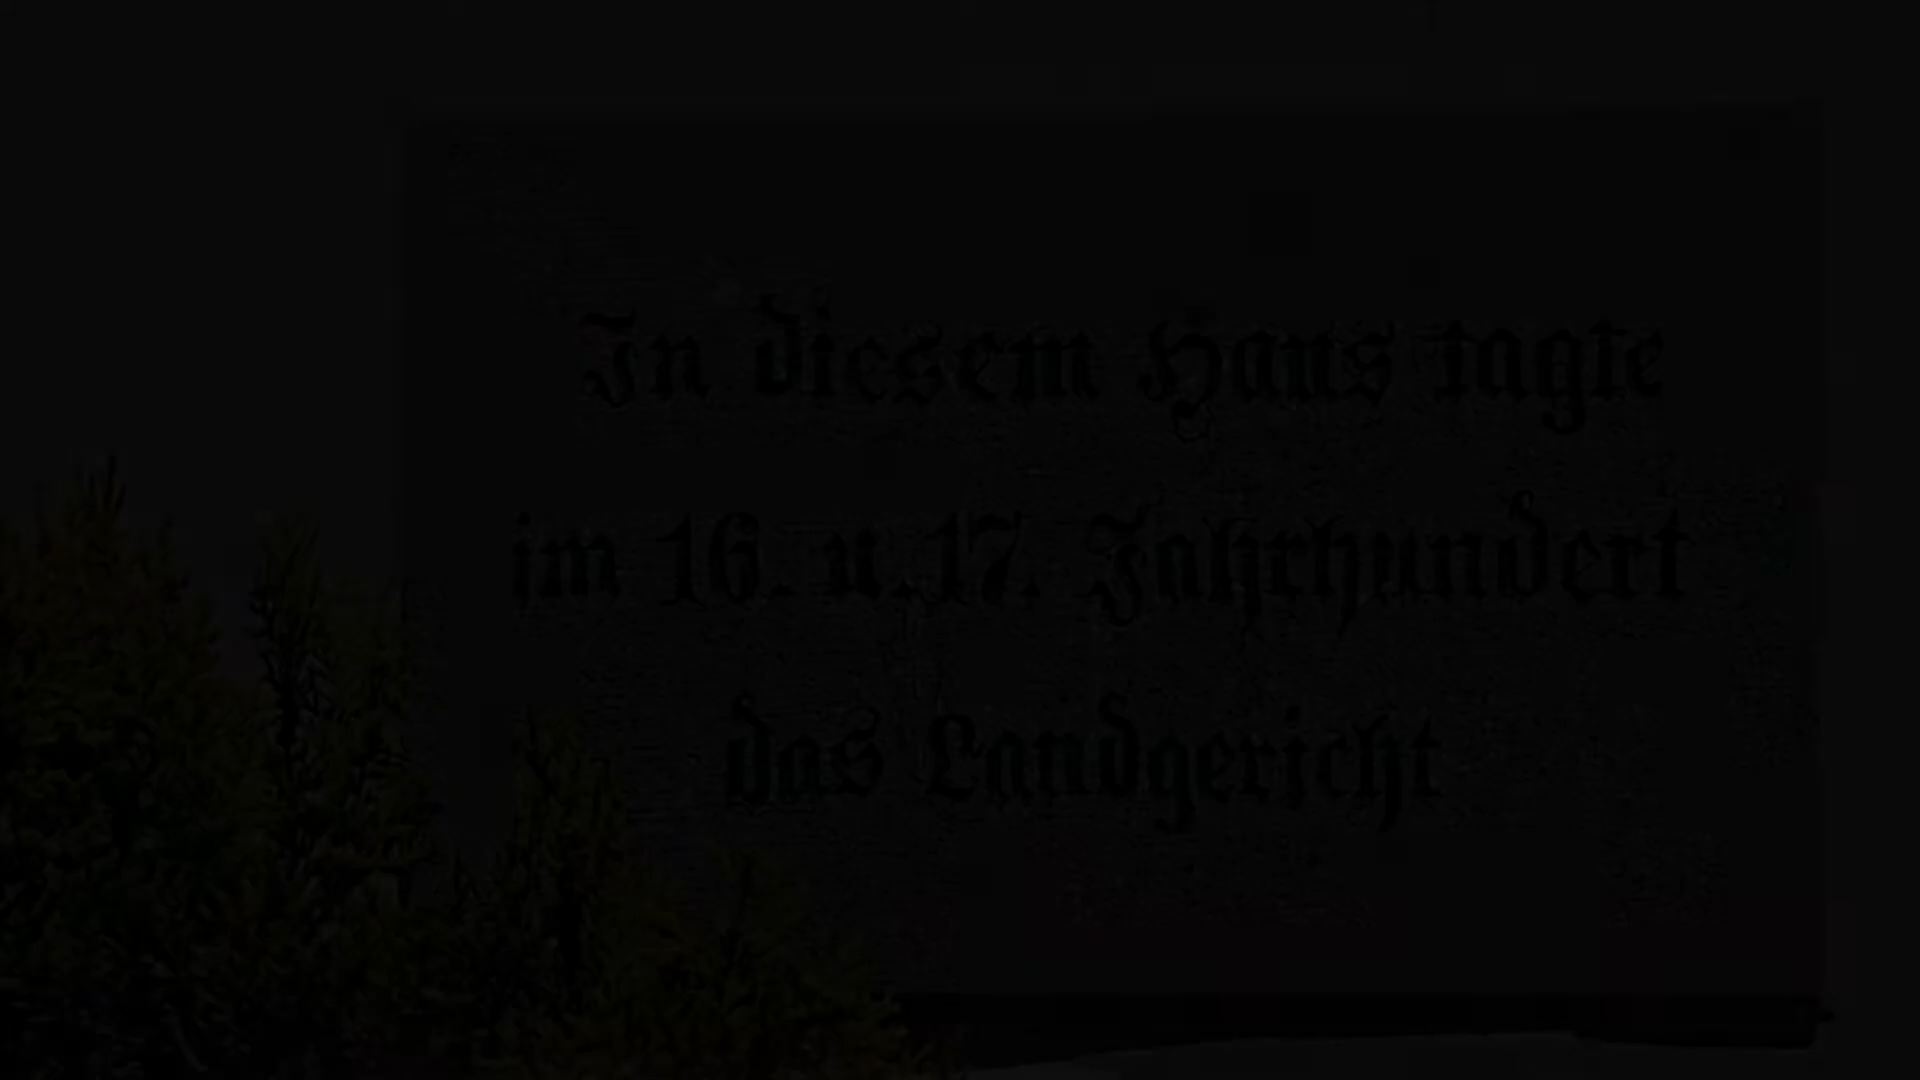 In diesem Haus tagte
im 16. u. 17. Jahrhundert
das Landgericht